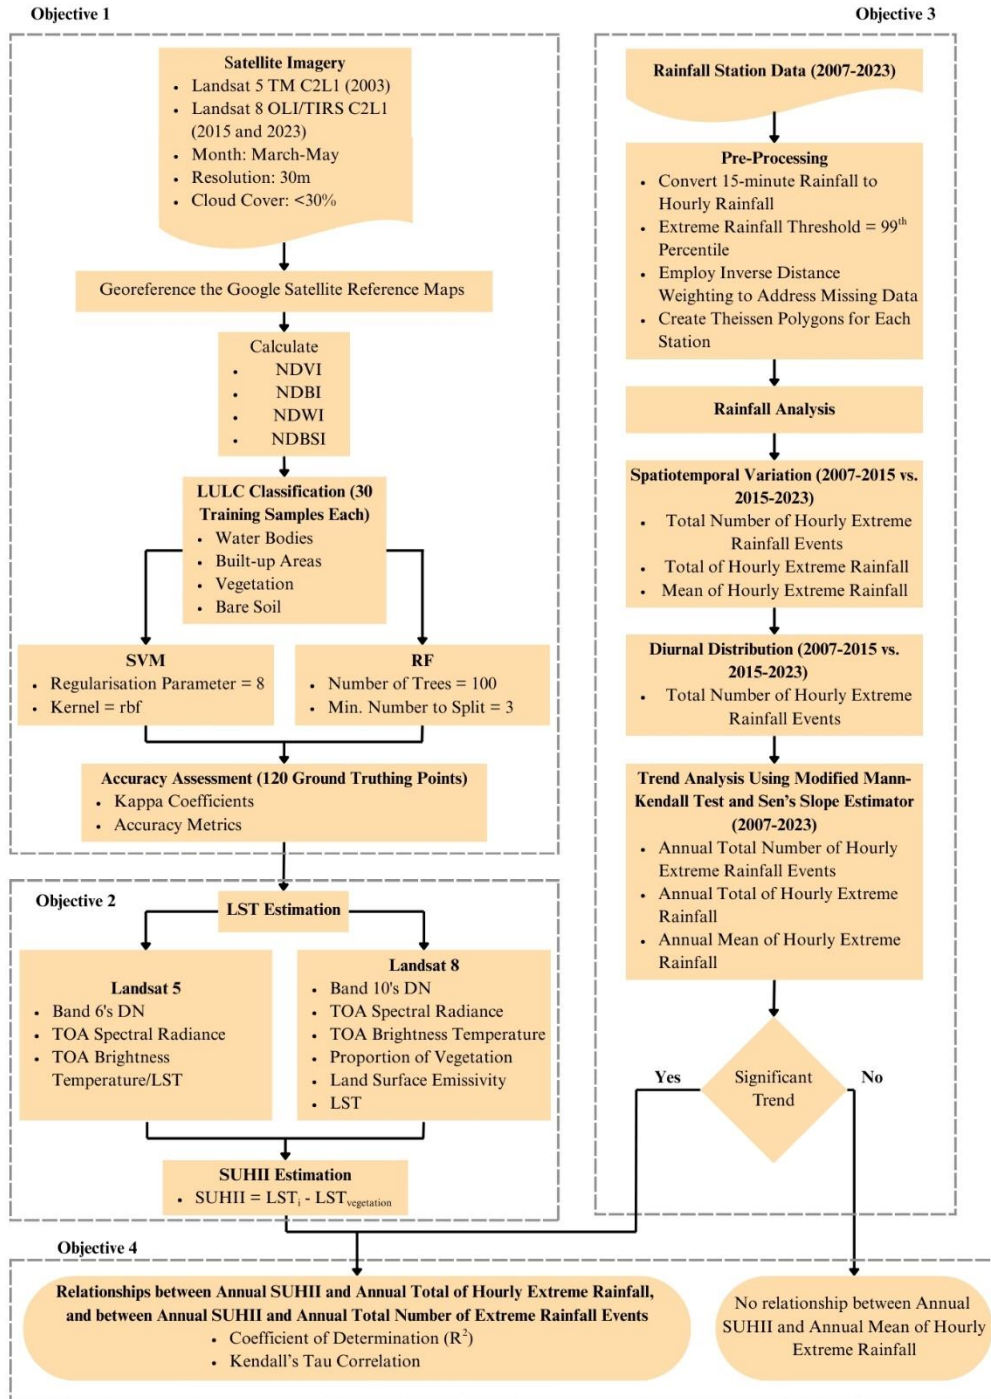 Objective 1
Satellite Imagery
• Landsat 5 TM C2L1 (2003)
• Landsat 8 OLI/TIRS C2L1
(2015 and 2023)
• Month: March-May
• Resolution: 30m
• Cloud Cover: <30%
Georeference the Google Satellite Reference Maps
Calculate
• NDVI
• NDBI
• NDWI
• NDBSI
LULC Classification (30
Training Samples Each)
• Water Bodies
• Built-up Areas
• Vegetation
• Bare Soil
SVM
• Regularisation Parameter = 8
• Kernel = rbf
RF
• Number of Trees = 100
• Min. Number to Split = 3
Accuracy Assessment (120 Ground Truthing Points)
• Kappa Coefficients
• Accuracy Metrics
Objective 2
LST Estimation
Landsat 5
• Band 6's DN
• TOA Spectral Radiance
• TOA Brightness
Temperature/LST
Landsat 8
• Band 10's DN
• TOA Spectral Radiance
• TOA Brightness Temperature
• Proportion of Vegetation
• Land Surface Emissivity
• LST
SUHII Estimation
• SUHII = LSTi - LSTvegetation
Objective 3
Rainfall Station Data (2007-2023)
Pre-Processing
• Convert 15-minute Rainfall to
Hourly Rainfall
• Extreme Rainfall Threshold = 99th
Percentile
• Employ Inverse Distance
Weighting to Address Missing Data
• Create Theissen Polygons for Each
Station
Rainfall Analysis
Spatiotemporal Variation (2007-2015 vs.
2015-2023)
• Total Number of Hourly Extreme
Rainfall Events
• Total of Hourly Extreme Rainfall
• Mean of Hourly Extreme Rainfall
Diurnal Distribution (2007-2015 vs.
2015-2023)
• Total Number of Hourly Extreme
Rainfall Events
Trend Analysis Using Modified Mann-
Kendall Test and Sen's Slope Estimator
(2007-2023)
• Annual Total Number of Hourly
Extreme Rainfall Events
• Annual Total of Hourly Extreme
Rainfall
• Annual Mean of Hourly Extreme
Rainfall
Significant
Trend
Yes
No
Objective 4
Relationships between Annual SUHII and Annual Total of Hourly Extreme Rainfall,
and between Annual SUHII and Annual Total Number of Extreme Rainfall Events
• Coefficient of Determination (R²)
• Kendall's Tau Correlation
No relationship between Annual
SUHII and Annual Mean of Hourly
Extreme Rainfall